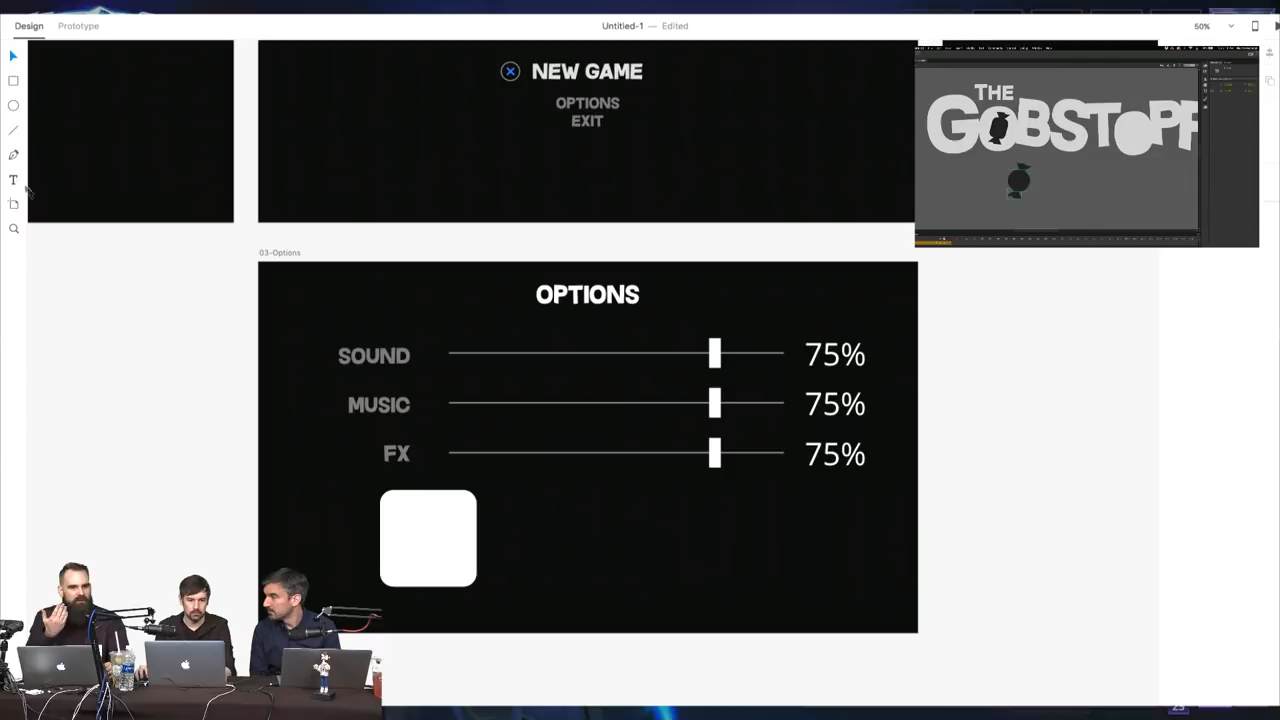 Design Prototype Untitled-1 — Edited 50%
NEW GAME
OPTIONS
EXIT
THE
GOBSTOPP
03-Options
OPTIONS
SOUND 75%
MUSIC 75%
FX 75%